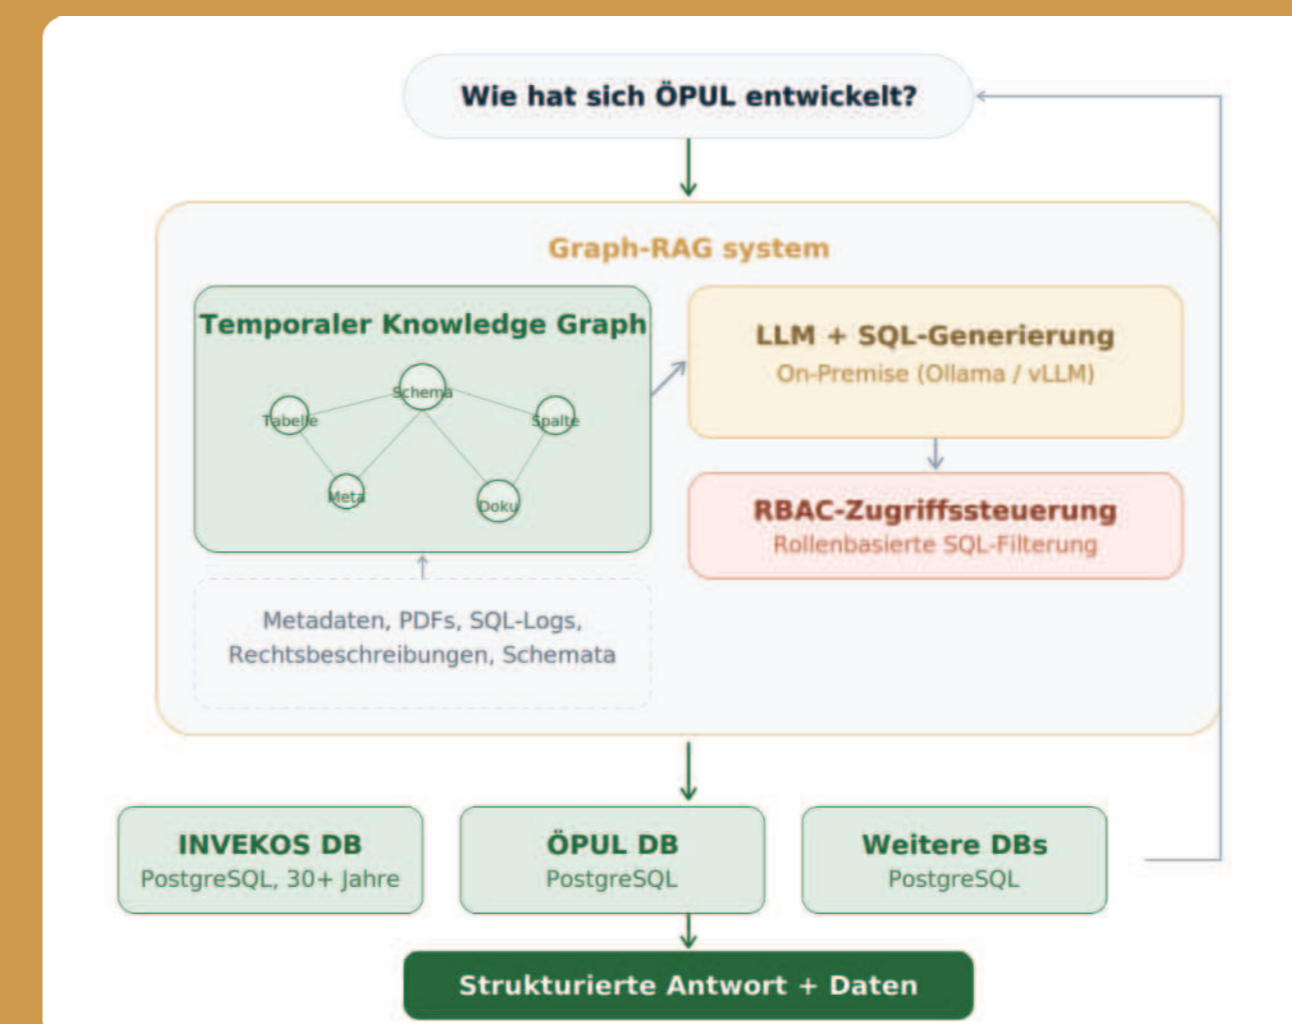 Wie hat sich ÖPUL entwickelt?
Graph-RAG system
Temporaler Knowledge Graph
Schema
Tabelle
Spalte
Meta
Doku
Metadaten, PDFs, SQL-Logs,
Rechtsbeschreibungen, Schemata
LLM + SQL-Generierung
On-Premise (Ollama / vLLM)
RBAC-Zugriffssteuerung
Rollenbasierte SQL-Filterung
INVEKOS DB
PostgreSQL, 30+ Jahre
ÖPUL DB
PostgreSQL
Weitere DBs
PostgreSQL
Strukturierte Antwort + Daten